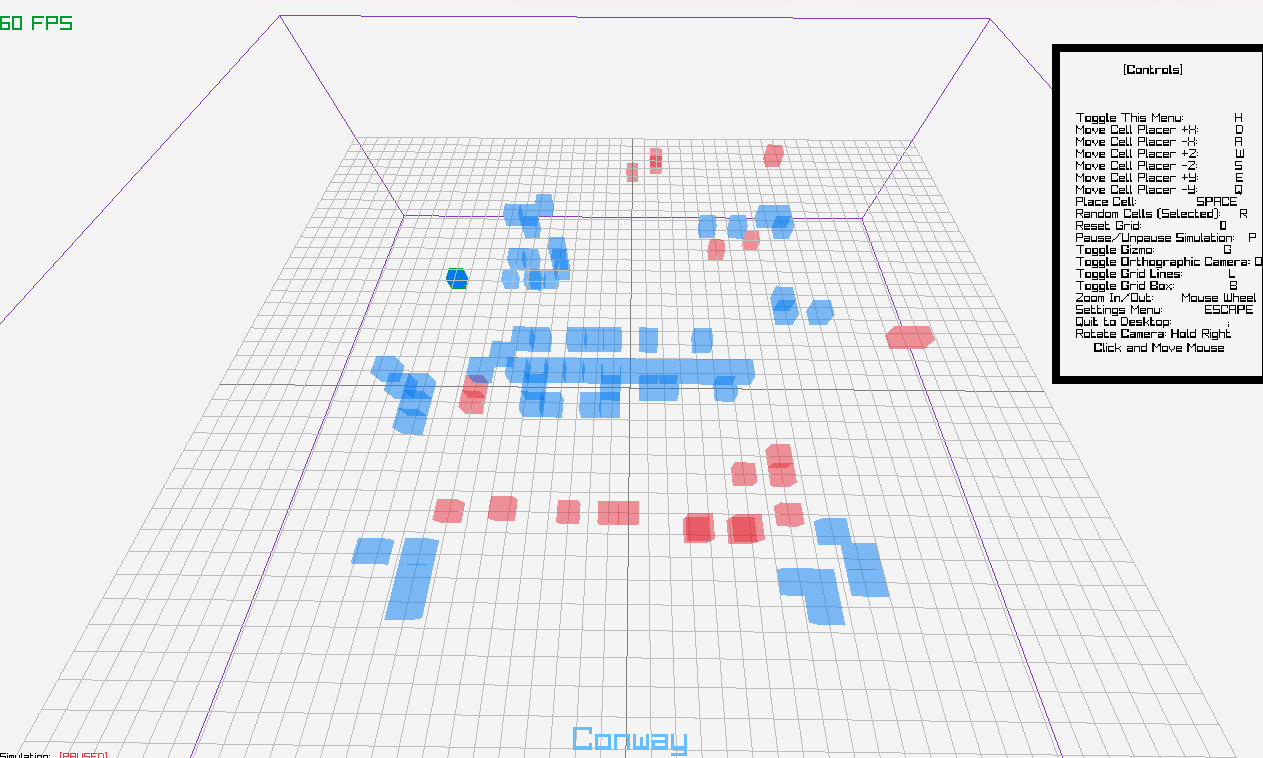 60 FPS
[Controls]
Toggle This Menu: H
Move Cell Placer +X: D
Move Cell Placer -X: A
Move Cell Placer +Z: W
Move Cell Placer -Z: S
Move Cell Placer +Y: E
Move Cell Placer -Y: Q
Place Cell: SPACE
Random Cells (Selected): R
Reset Grid: 0
Pause/Unpause Simulation: P
Toggle Gizmo: G
Toggle Orthographic Camera: O
Toggle Grid Lines: L
Toggle Grid Box: B
Zoom In/Out: Mouse Wheel
Settings Menu: ESCAPE
Quit to Desktop: ;
Rotate Camera: Hold Right
Click and Move Mouse
Conway
Simulation: [PAUSED]